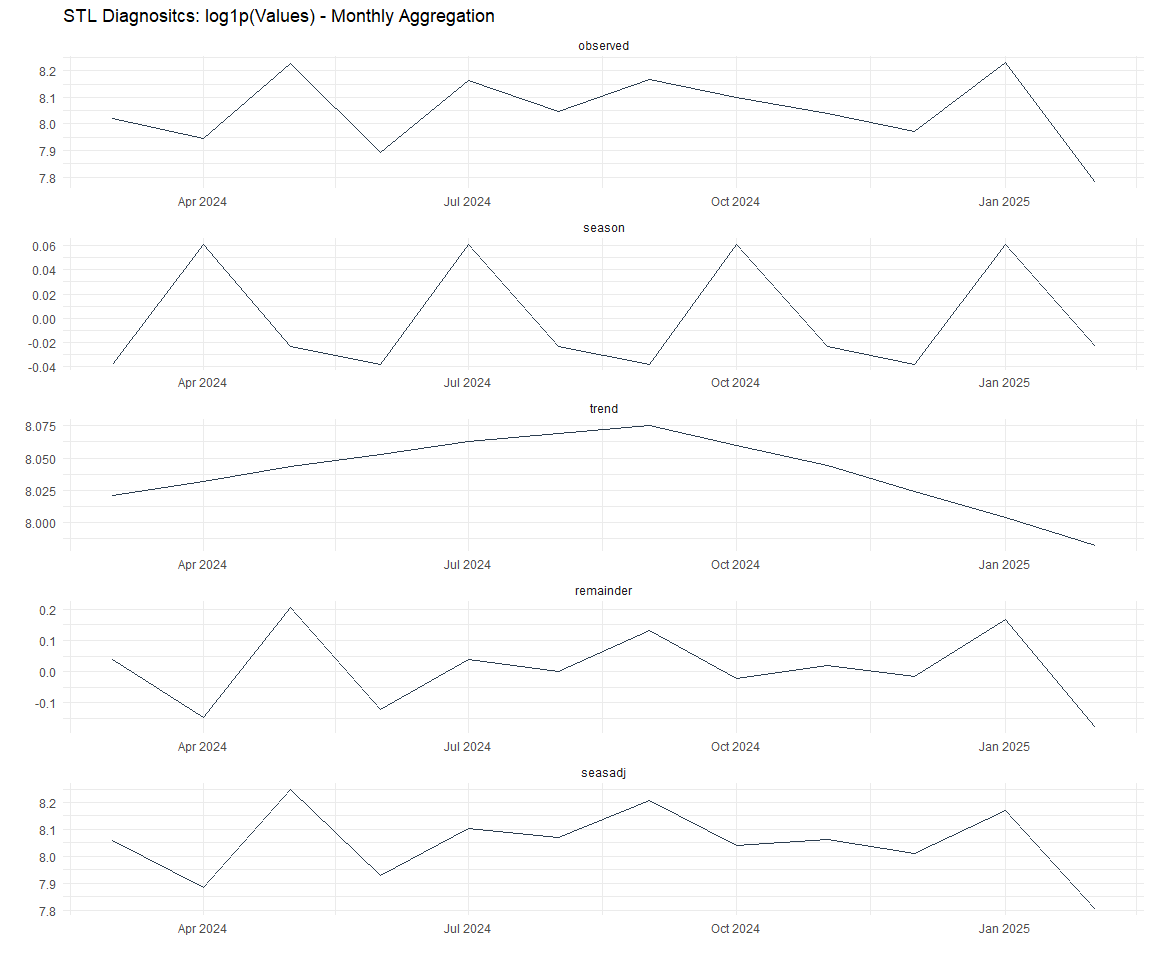 STL Diagnositcs: log1p(Values) - Monthly Aggregation
observed
8.2
8.1
8.0
7.9
7.8
Apr 2024 Jul 2024 Oct 2024 Jan 2025
season
0.06
0.04
0.02
0.00
-0.02
-0.04
Apr 2024 Jul 2024 Oct 2024 Jan 2025
trend
8.075
8.050
8.025
8.000
Apr 2024 Jul 2024 Oct 2024 Jan 2025
remainder
0.2
0.1
0.0
-0.1
Apr 2024 Jul 2024 Oct 2024 Jan 2025
seasadj
8.2
8.1
8.0
7.9
7.8
Apr 2024 Jul 2024 Oct 2024 Jan 2025